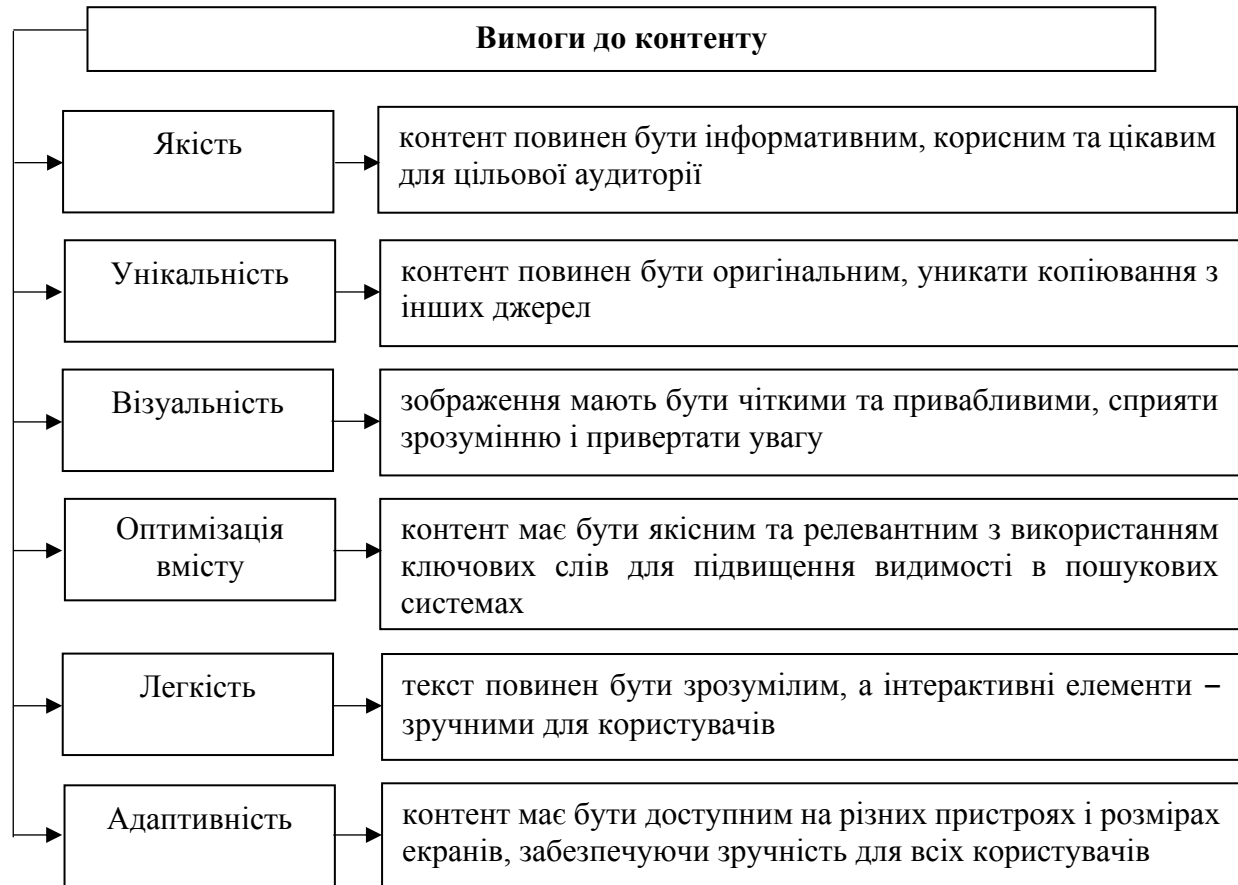 Вимоги до контенту
Якість
контент повинен бути інформативним, корисним та цікавим
для цільової аудиторії
Унікальність
контент повинен бути оригінальним, уникати копіювання з
інших джерел
Візуальність
зображення мають бути чіткими та привабливими, сприяти
зрозумінню і привертати увагу
Оптимізація
вмісту
контент має бути якісним та релевантним з використанням
ключових слів для підвищення видимості в пошукових
системах
Легкість
текст повинен бути зрозумілим, а інтерактивні елементи –
зручними для користувачів
Адаптивність
контент має бути доступним на різних пристроях і розмірах
екранів, забезпечуючи зручність для всіх користувачів